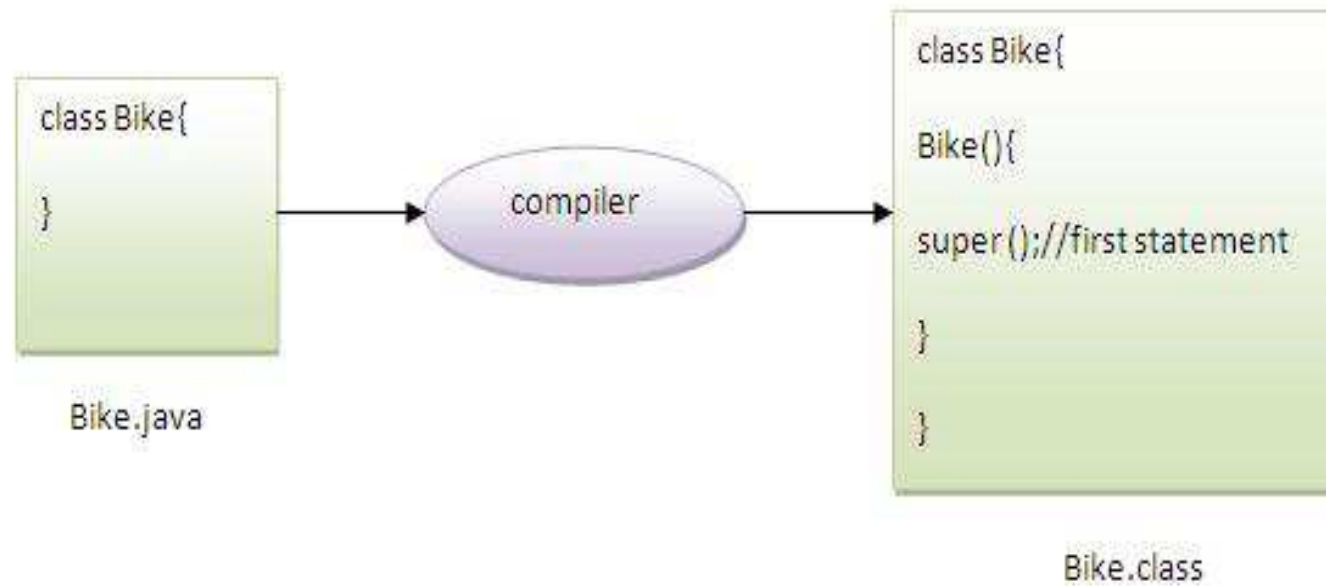 class Bike{
}
Bike.java
compiler
class Bike{
Bike(){
super ();//first statement
}
}
Bike.class